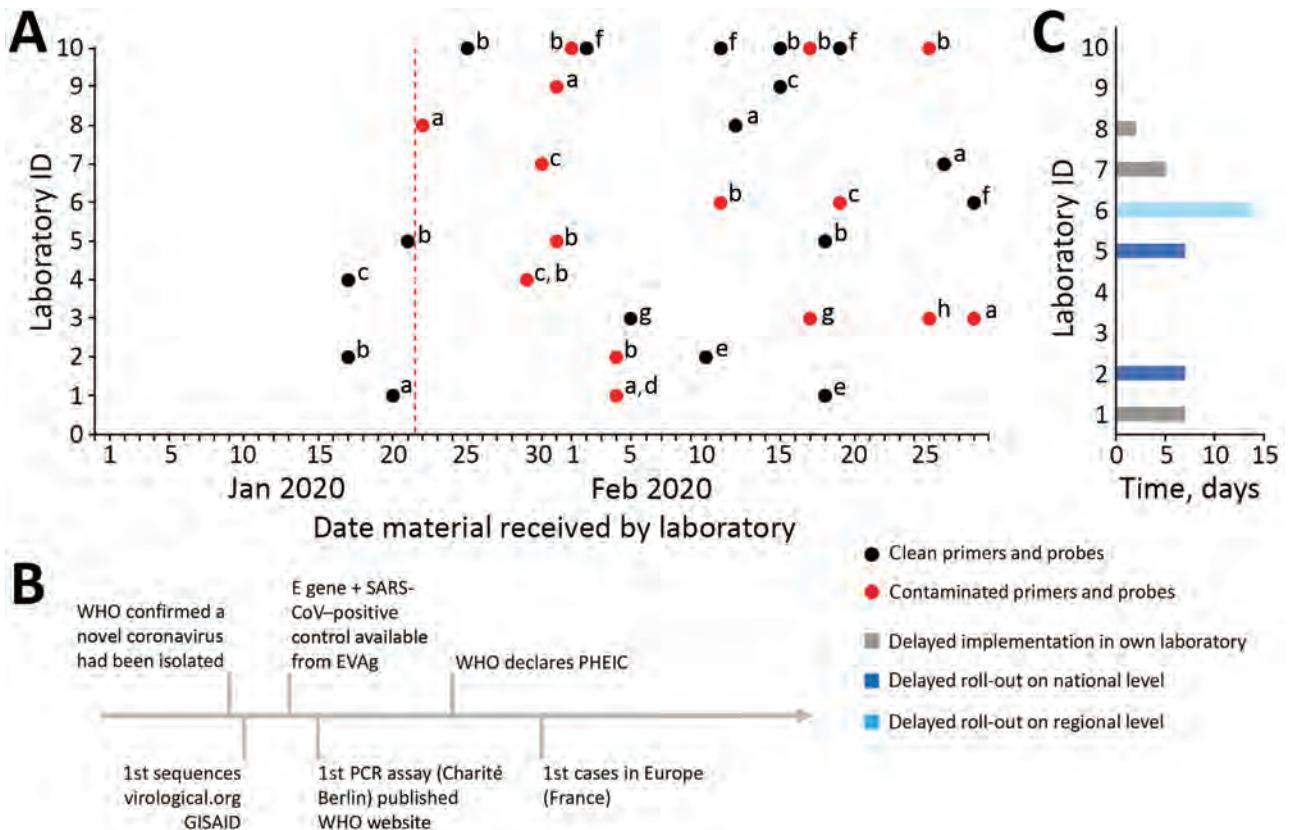 A
Laboratory ID
10
9
8
7
6
5
4
3
2
1
0
b
b
f
f
b
b
f
b
a
c
a
a
c
a
b
c
f
b
b
b
c
c, b
g
g
h
a
b
b
e
a
a,d
e
1
5
10
15
20
25
30
1
5
10
15
20
25
Jan 2020
Feb 2020
Date material received by laboratory
C
Laboratory ID
10
9
8
7
6
5
4
3
2
1
0
5
10
15
Time, days
Clean primers and probes
Contaminated primers and probes
Delayed implementation in own laboratory
Delayed roll-out on national level
Delayed roll-out on regional level
B
WHO confirmed a
novel coronavirus
had been isolated
E gene + SARS-
CoV–positive
control available
from EVAg
WHO declares PHEIC
1st sequences
virological.org
GISAID
1st PCR assay (Charité
Berlin) published
WHO website
1st cases in Europe
(France)